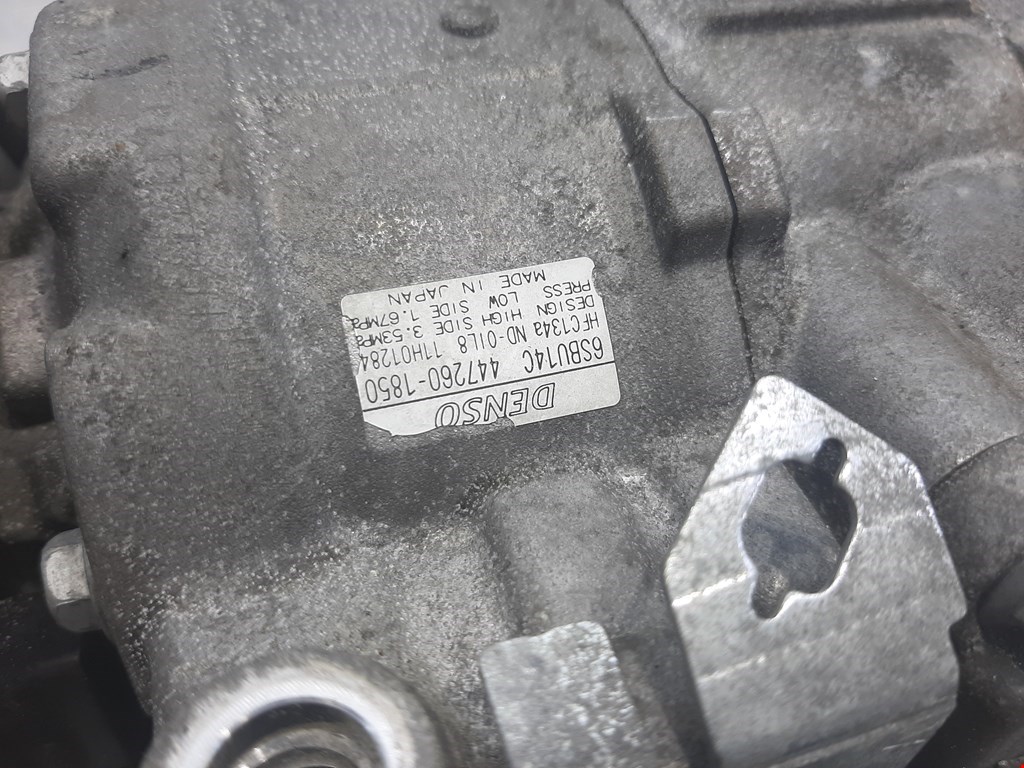 DENSO
6SBU14C 447260-1850
HFC134a ND-OIL8 11H01284
DESIGN HIGH SIDE 3.53MPa
PRESS LOW SIDE 1.67MPa
MADE IN JAPAN